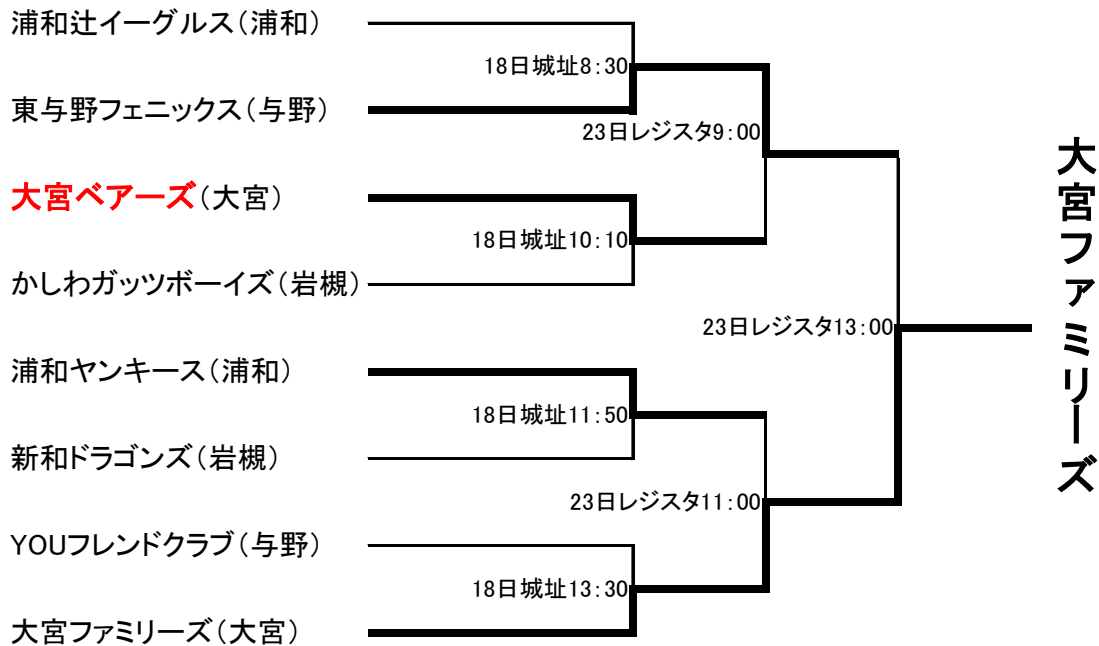 浦和辻イーグルス（浦和）
18日城址8：30
東与野フェニックス（与野）
23日レジスタ9：00
大宮ベアーズ（大宮）
18日城址10：10
かしわガッツボーイズ（岩槻）
23日レジスタ13：00
大宮ファミリーズ
浦和ヤンキース（浦和）
18日城址11：50
新和ドラゴンズ（岩槻）
23日レジスタ11：00
YOUフレンドクラブ（与野）
18日城址13：30
大宮ファミリーズ（大宮）